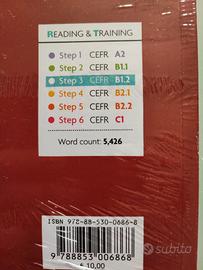 READING & TRAINING
Step 1 CEFR A2
Step 2 CEFR B1.1
Step 3 CEFR B1.2
Step 4 CEFR B2.1
Step 5 CEFR B2.2
Step 6 CEFR C1
Word count: 5,426
ISBN 978-88-530-0686-8
9 788853 006868
€ 10,00
subito